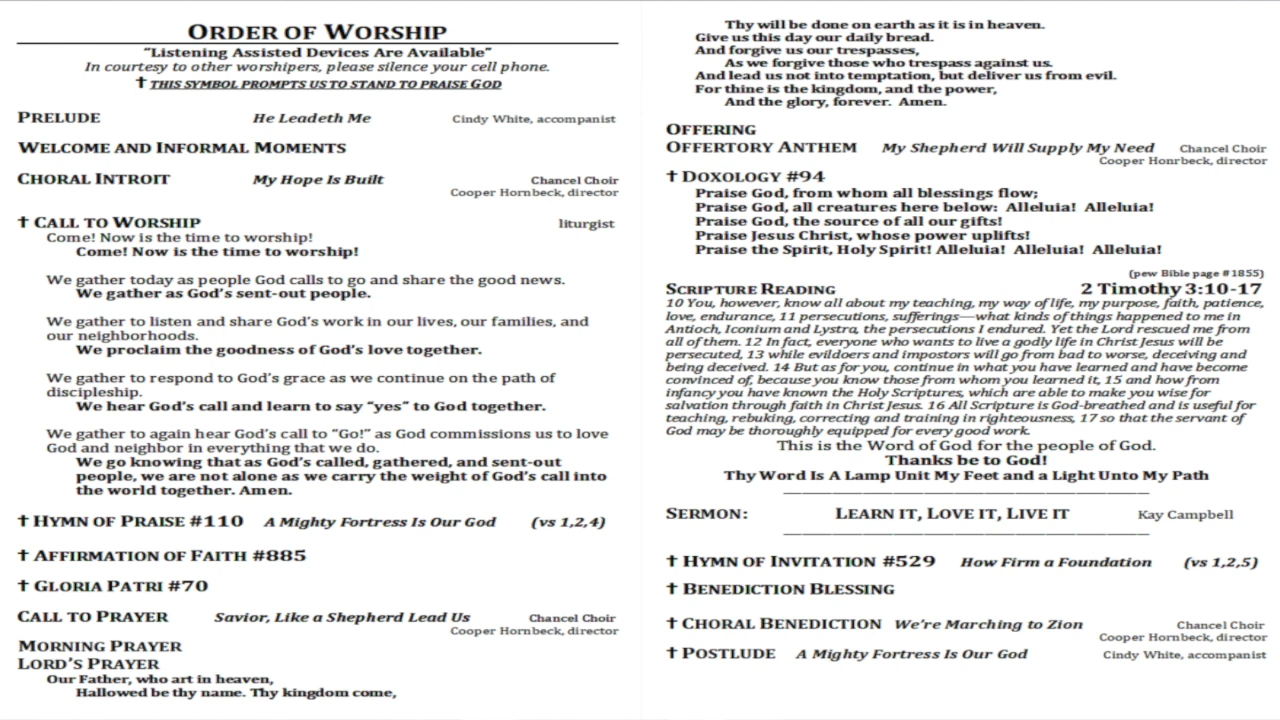 ORDER OF WORSHIP
"Listening Assisted Devices Are Available"
In courtesy to other worshipers, please silence your cell phone.
† THIS SYMBOL PROMPTS US TO STAND TO PRAISE GOD
PRELUDE He Leadeth Me Cindy White, accompanist
WELCOME AND INFORMAL MOMENTS
CHORAL INTROIT My Hope Is Built Chancel Choir
Cooper Hornbeck, director
† CALL TO WORSHIP liturgist
Come! Now is the time to worship!
Come! Now is the time to worship!
We gather today as people God calls to go and share the good news.
We gather as God's sent-out people.
We gather to listen and share God's work in our lives, our families, and
our neighborhoods.
We proclaim the goodness of God's love together.
We gather to respond to God's grace as we continue on the path of
discipleship.
We hear God's call and learn to say "yes" to God together.
We gather to again hear God's call to "Go!" as God commissions us to love
God and neighbor in everything that we do.
We go knowing that as God's called, gathered, and sent-out
people, we are not alone as we carry the weight of God's call into
the world together. Amen.
† HYMN OF PRAISE #110 A Mighty Fortress Is Our God (vs 1,2,4)
† AFFIRMATION OF FAITH #885
† GLORIA PATRI #70
CALL TO PRAYER Savior, Like a Shepherd Lead Us Chancel Choir
Cooper Hornbeck, director
MORNING PRAYER
LORD'S PRAYER
Our Father, who art in heaven,
Hallowed be thy name. Thy kingdom come,
Thy will be done on earth as it is in heaven.
Give us this day our daily bread.
And forgive us our trespasses,
As we forgive those who trespass against us.
And lead us not into temptation, but deliver us from evil.
For thine is the kingdom, and the power,
And the glory, forever. Amen.
OFFERING
OFFERTORY ANTHEM My Shepherd Will Supply My Need Chancel Choir
Cooper Honrbeck, director
† DOXOLOGY #94
Praise God, from whom all blessings flow;
Praise God, all creatures here below: Alleluia! Alleluia!
Praise God, the source of all our gifts!
Praise Jesus Christ, whose power uplifts!
Praise the Spirit, Holy Spirit! Alleluia! Alleluia! Alleluia!
(pew Bible page #1855)
SCRIPTURE READING 2 Timothy 3:10-17
10 You, however, know all about my teaching, my way of life, my purpose, faith, patience,
love, endurance, 11 persecutions, sufferings—what kinds of things happened to me in
Antioch, Iconium and Lystra, the persecutions I endured. Yet the Lord rescued me from
all of them. 12 In fact, everyone who wants to live a godly life in Christ Jesus will be
persecuted, 13 while evildoers and impostors will go from bad to worse, deceiving and
being deceived. 14 But as for you, continue in what you have learned and have become
convinced of, because you know those from whom you learned it, 15 and how from
infancy you have known the Holy Scriptures, which are able to make you wise for
salvation through faith in Christ Jesus. 16 All Scripture is God-breathed and is useful for
teaching, rebuking, correcting and training in righteousness, 17 so that the servant of
God may be thoroughly equipped for every good work.
This is the Word of God for the people of God.
Thanks be to God!
Thy Word Is A Lamp Unit My Feet and a Light Unto My Path
SERMON: LEARN IT, LOVE IT, LIVE IT Kay Campbell
† HYMN OF INVITATION #529 How Firm a Foundation (vs 1,2,5)
† BENEDICTION BLESSING
† CHORAL BENEDICTION We're Marching to Zion Chancel Choir
Cooper Hornbeck, director
† POSTLUDE A Mighty Fortress Is Our God Cindy White, accompanist